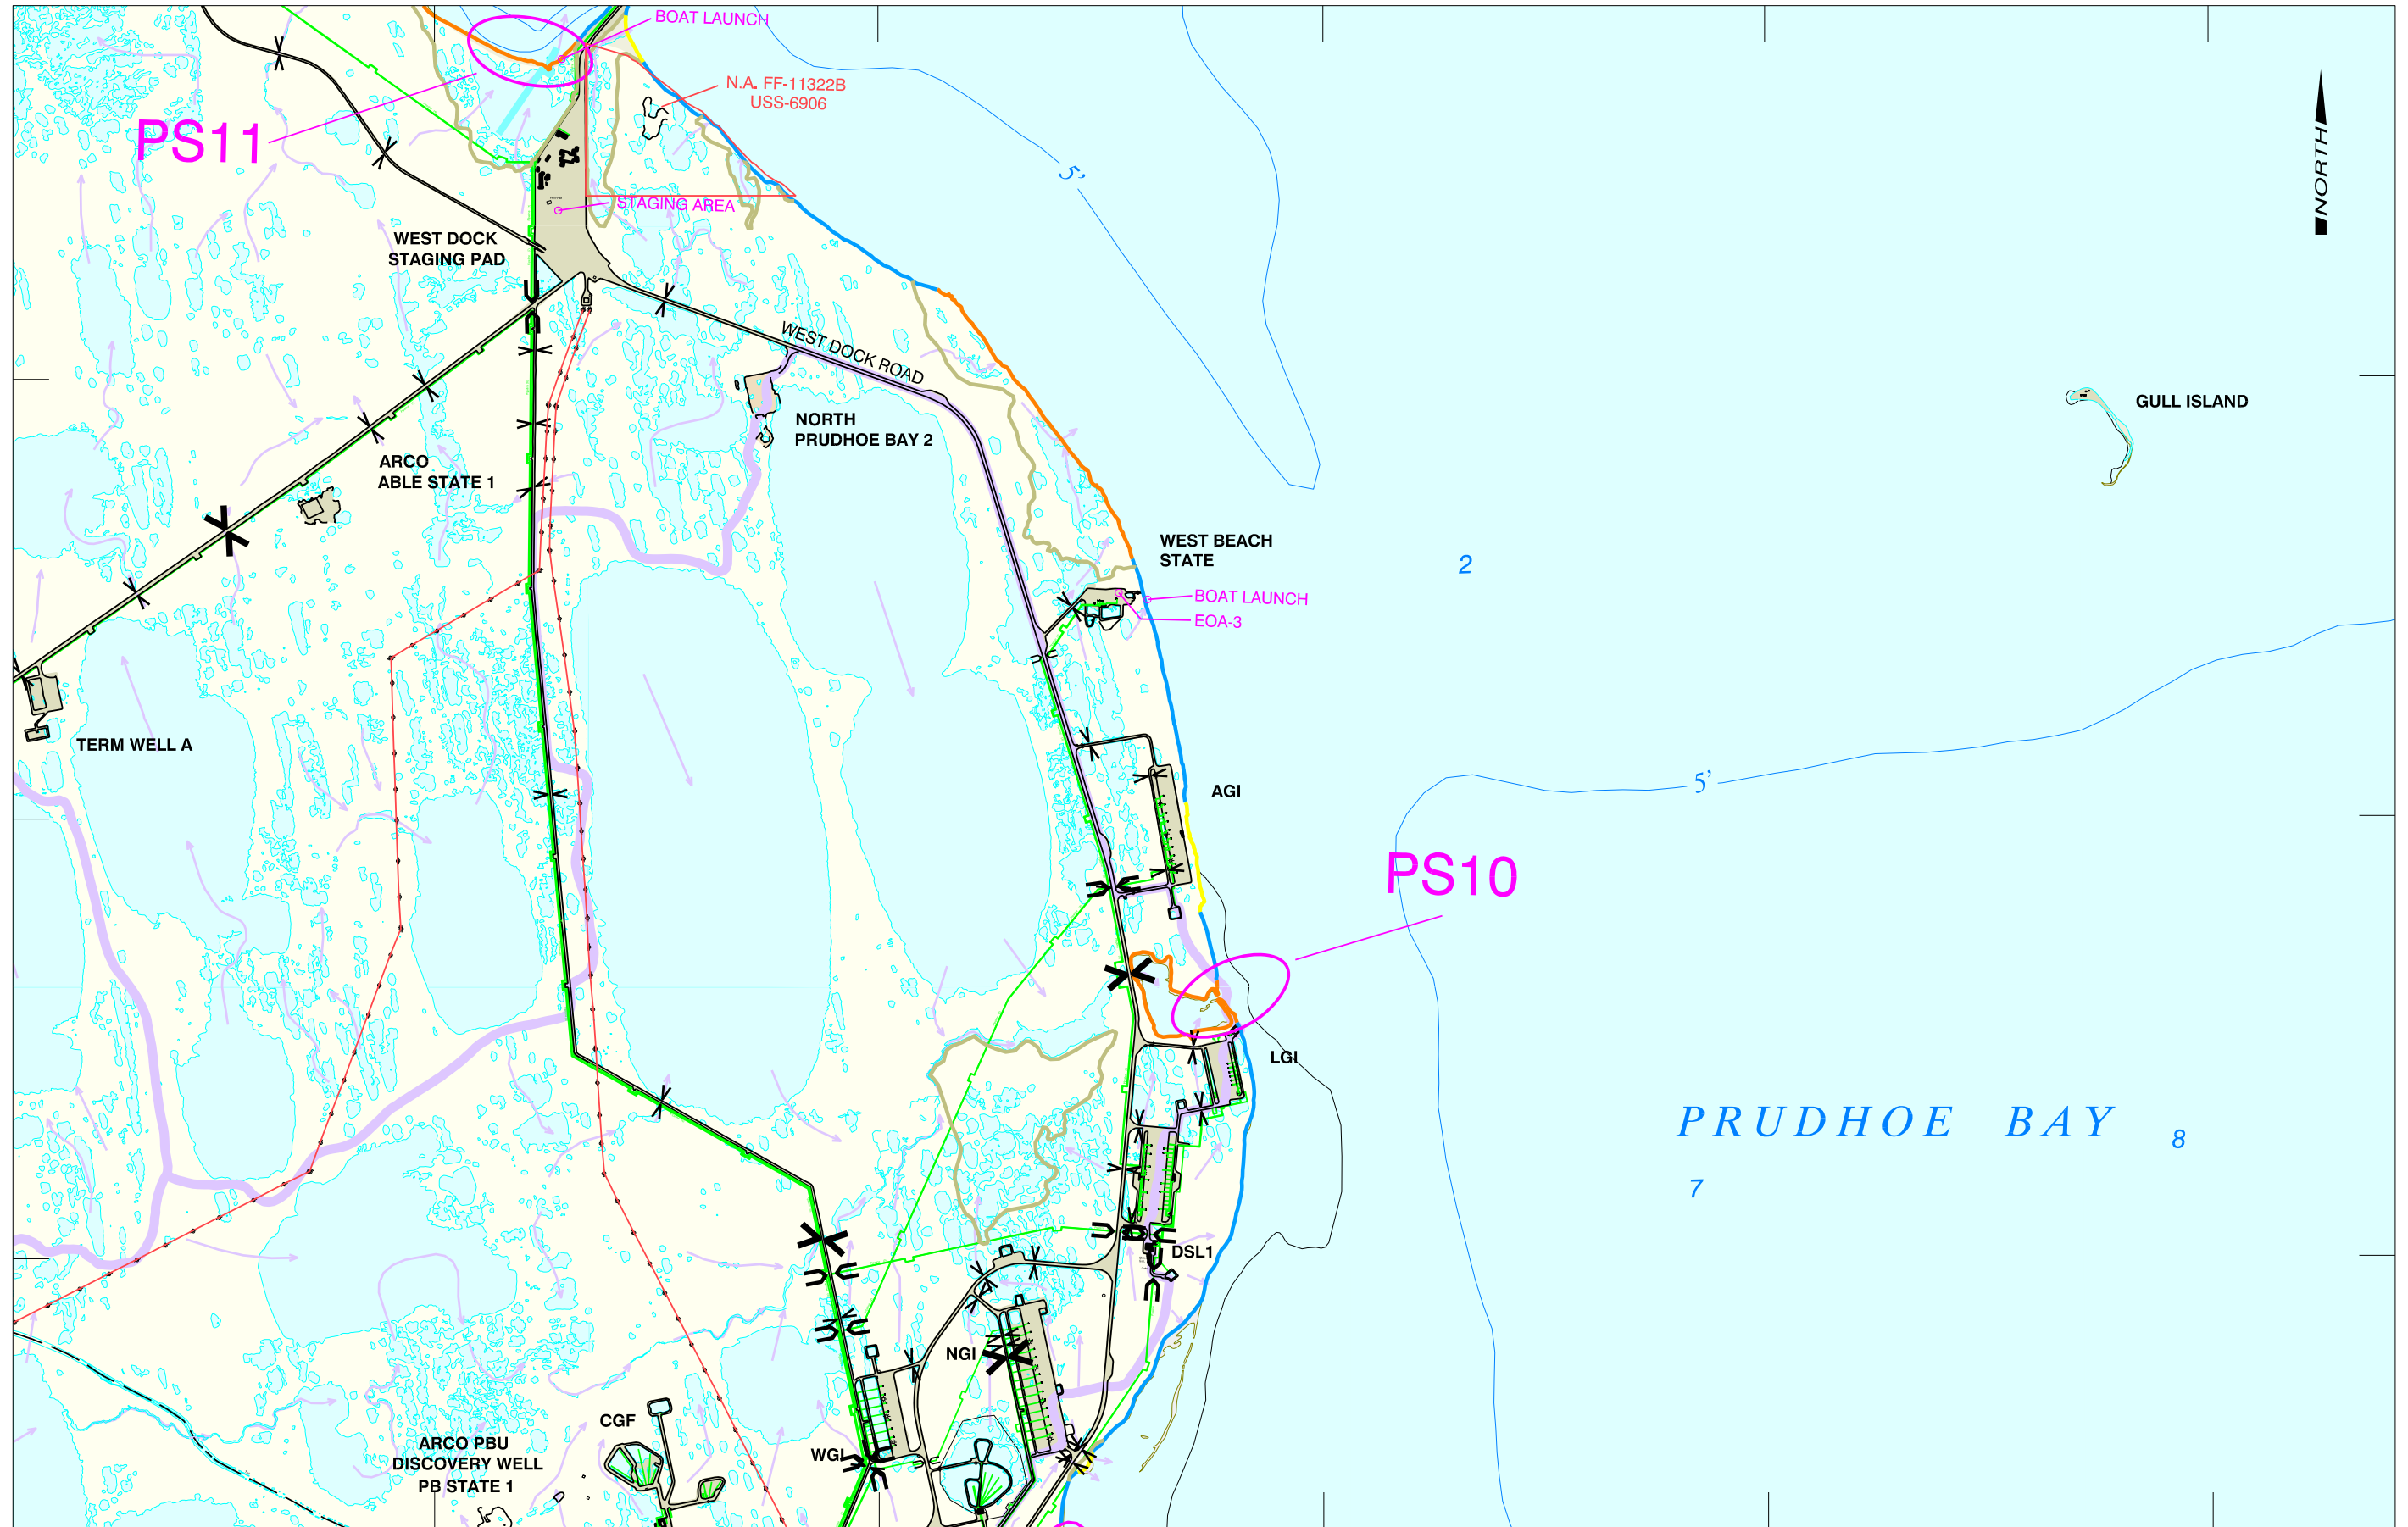 BOAT LAUNCH
N.A. FF-11322B
USS-6906
PS11
5'
NORTH
STAGING AREA
WEST DOCK
STAGING PAD
WEST DOCK ROAD
GULL ISLAND
NORTH
PRUDHOE BAY 2
ARCO
ABLE STATE 1
WEST BEACH
STATE
2
BOAT LAUNCH
EOA-3
TERM WELL A
AGI
5'
PS10
LGI
PRUDHOE BAY
8
7
DSL1
NGI
CGF
ARCO PBU
DISCOVERY WELL
PB STATE 1
WGI